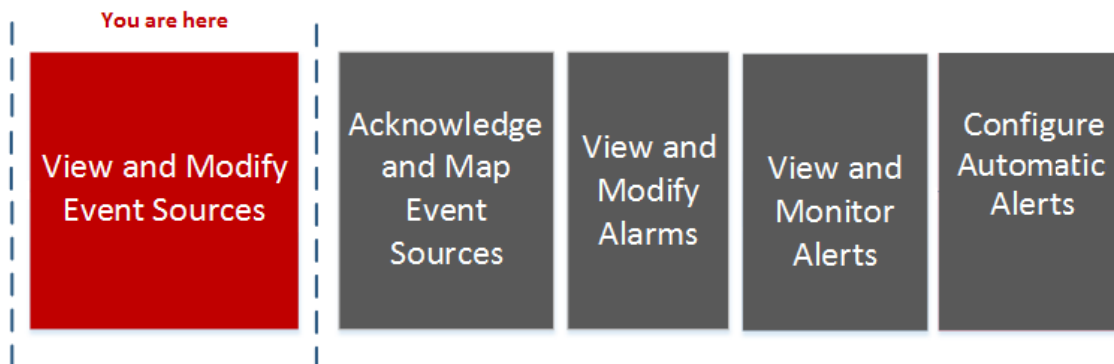 You are here
View and Modify
Event Sources
Acknowledge
and Map
Event
Sources
View and
Modify
Alarms
View and
Monitor
Alerts
Configure
Automatic
Alerts